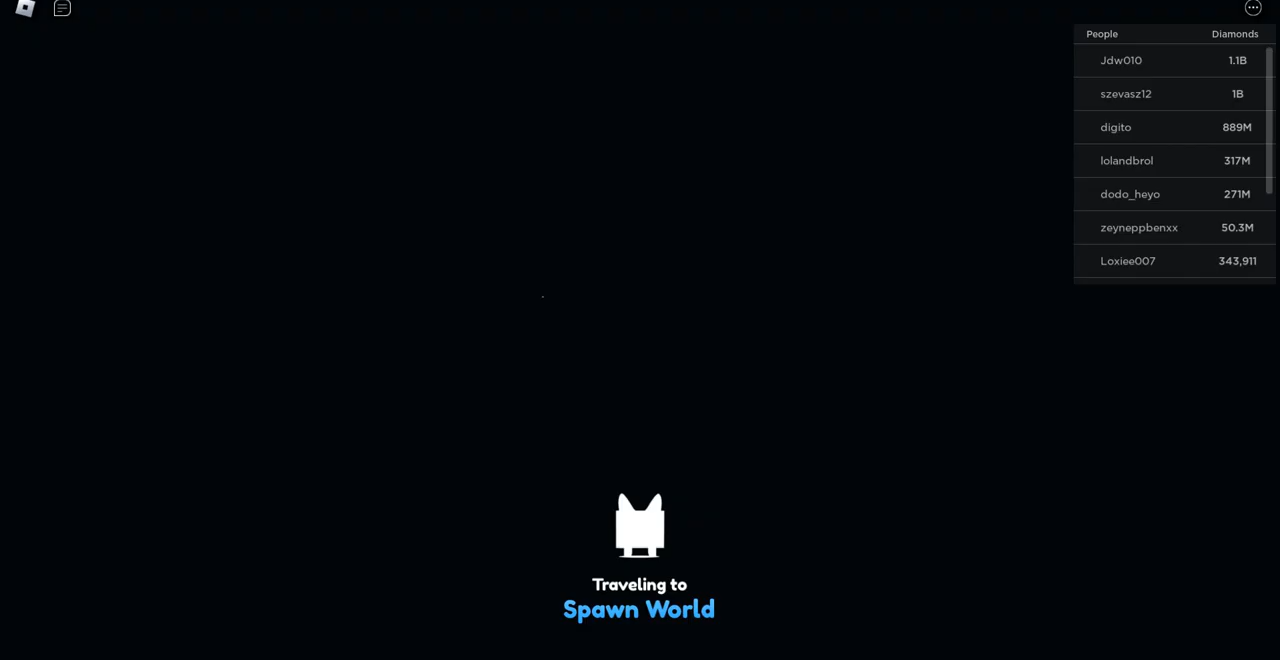 People Diamonds
Jdw010 1.1B
szevasz12 1B
digito 889M
lolandbrol 317M
dodo_heyo 271M
zeyneppbenxx 50.3M
Loxiee007 343,911
Traveling to
Spawn World